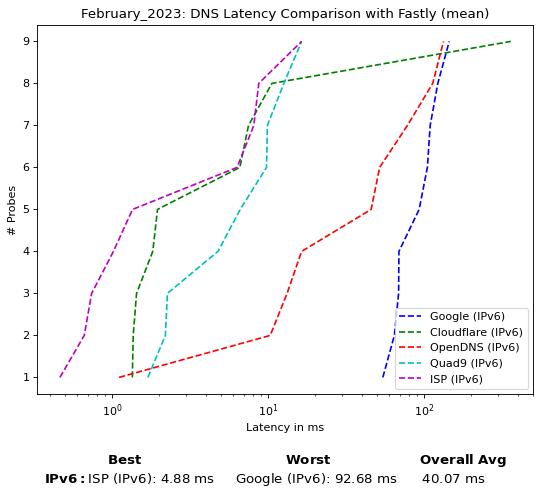 February_2023: DNS Latency Comparison with Fastly (mean)
9
8
7
6
5
4
3
2
1
# Probes
10⁰ 10¹ 10²
Latency in ms
Google (IPv6)
Cloudflare (IPv6)
OpenDNS (IPv6)
Quad9 (IPv6)
ISP (IPv6)
Best Worst Overall Avg
IPv6: ISP (IPv6): 4.88 ms Google (IPv6): 92.68 ms 40.07 ms